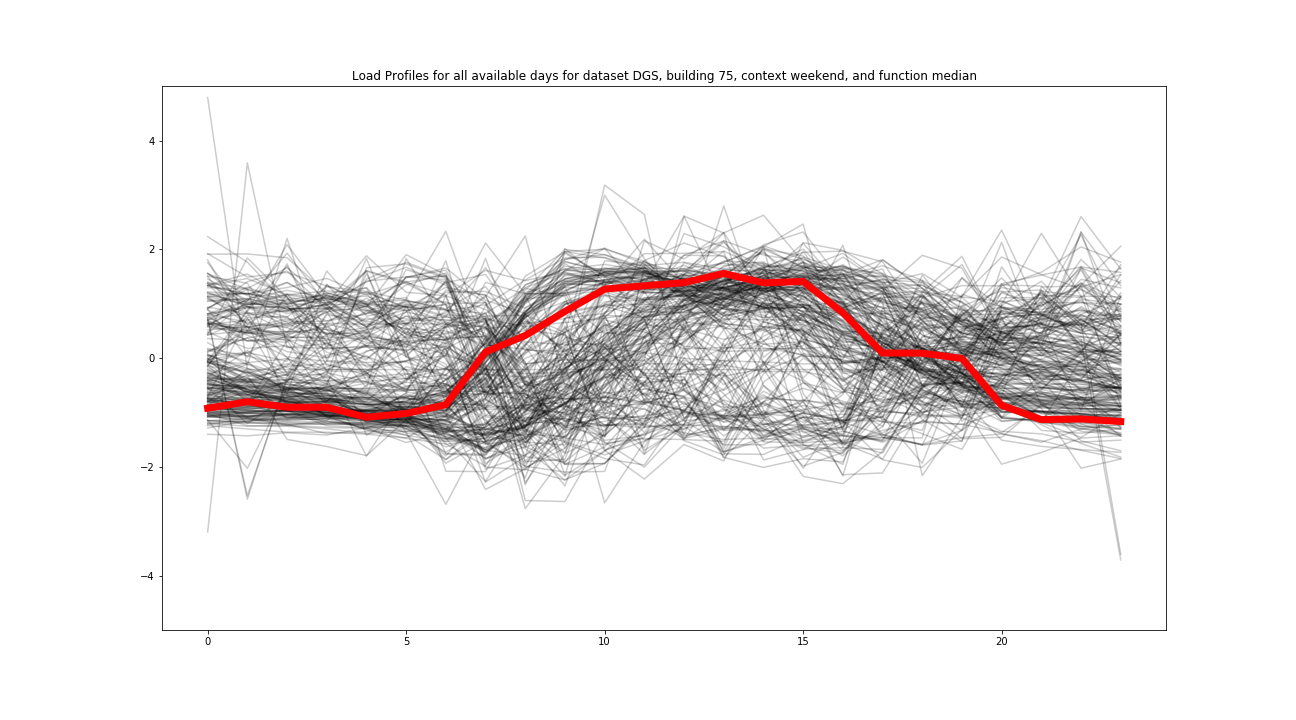 Load Profiles for all available days for dataset DGS, building 75, context weekend, and function median
4
2
0
−2
−4
0 5 10 15 20